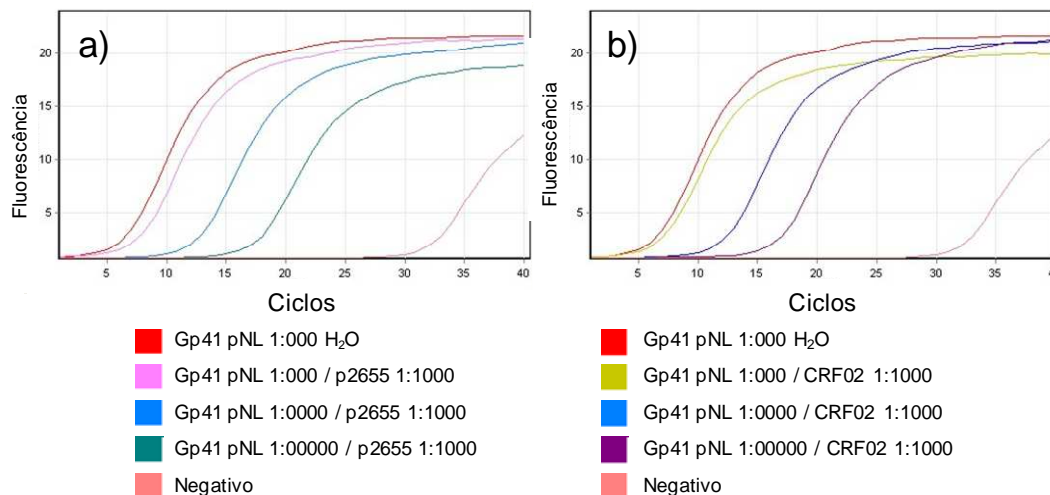 a)
Fluorescência
20
15
10
5
5 10 15 20 25 30 35 40
Ciclos
Gp41 pNL 1:000 H₂O
Gp41 pNL 1:000 / p2655 1:1000
Gp41 pNL 1:0000 / p2655 1:1000
Gp41 pNL 1:00000 / p2655 1:1000
Negativo
b)
Fluorescência
20
15
10
5
5 10 15 20 25 30 35 40
Ciclos
Gp41 pNL 1:000 H₂O
Gp41 pNL 1:000 / CRF02 1:1000
Gp41 pNL 1:0000 / CRF02 1:1000
Gp41 pNL 1:00000 / CRF02 1:1000
Negativo